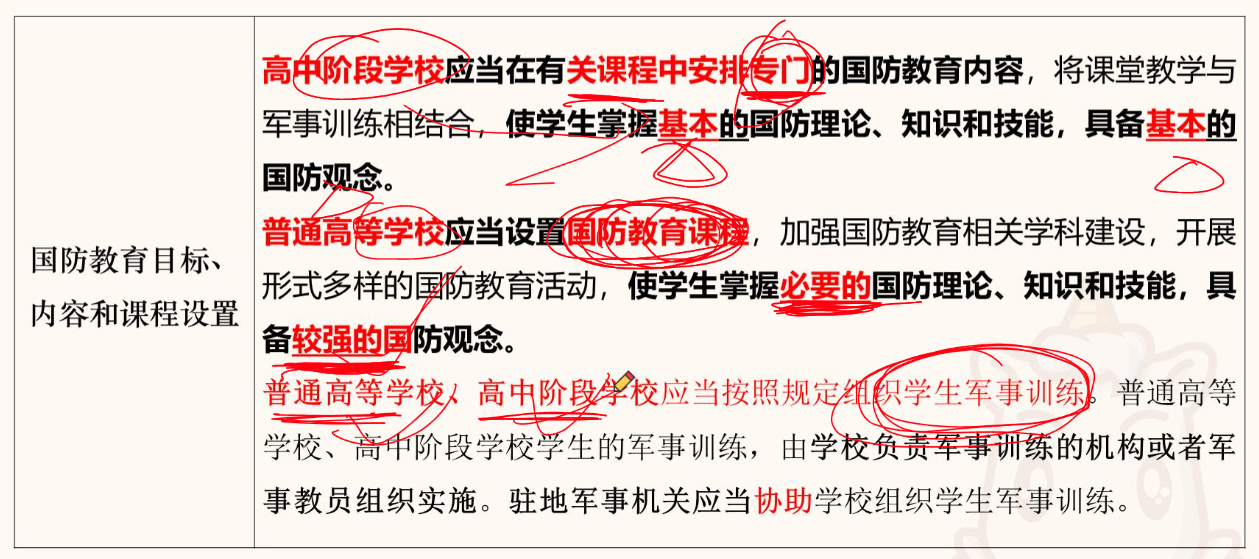 国防教育目标、
内容和课程设置
高中阶段学校应当在有关课程中安排专门的国防教育内容，将课堂教学与
军事训练相结合，使学生掌握基本的国防理论、知识和技能，具备基本的
国防观念。
普通高等学校应当设置国防教育课程，加强国防教育相关学科建设，开展
形式多样的国防教育活动，使学生掌握必要的国防理论、知识和技能，具
备较强的国防观念。
普通高等学校、高中阶段学校应当按照规定组织学生军事训练。普通高等
学校、高中阶段学校学生的军事训练，由学校负责军事训练的机构或者军
事教员组织实施。驻地军事机关应当协助学校组织学生军事训练。